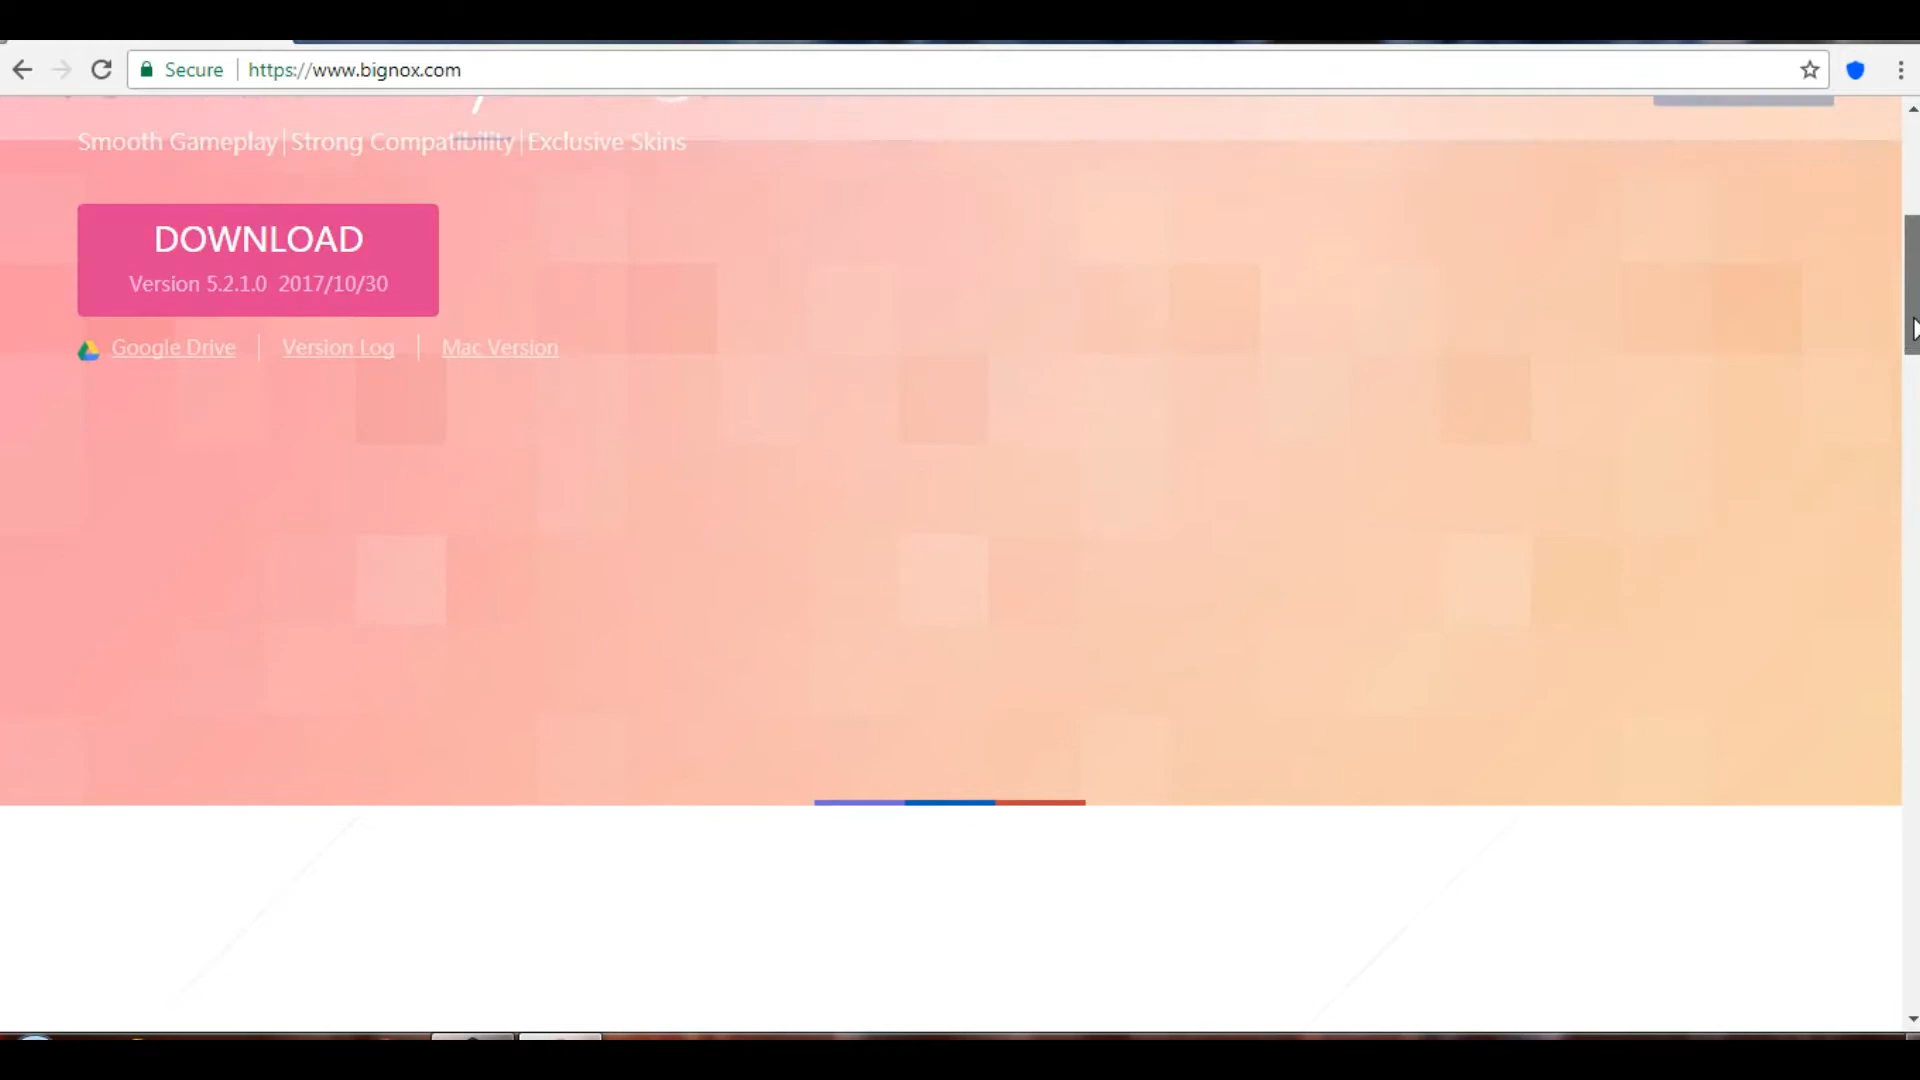 Secure https://www.bignox.com
Smooth Gameplay|Strong Compatibility|Exclusive Skins
DOWNLOAD
Version 5.2.1.0 2017/10/30
Google Drive | Version Log | Mac Version